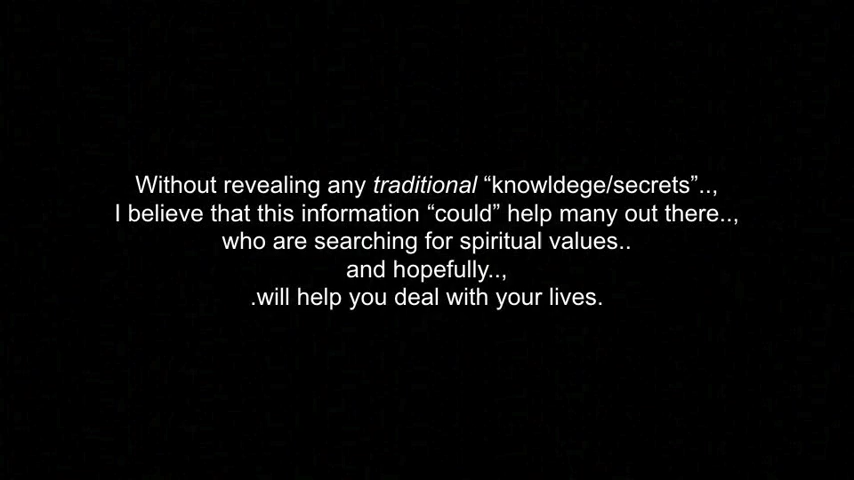 Without revealing any traditional “knowldege/secrets”..,
I believe that this information “could” help many out there..,
who are searching for spiritual values..
and hopefully..,
.will help you deal with your lives.